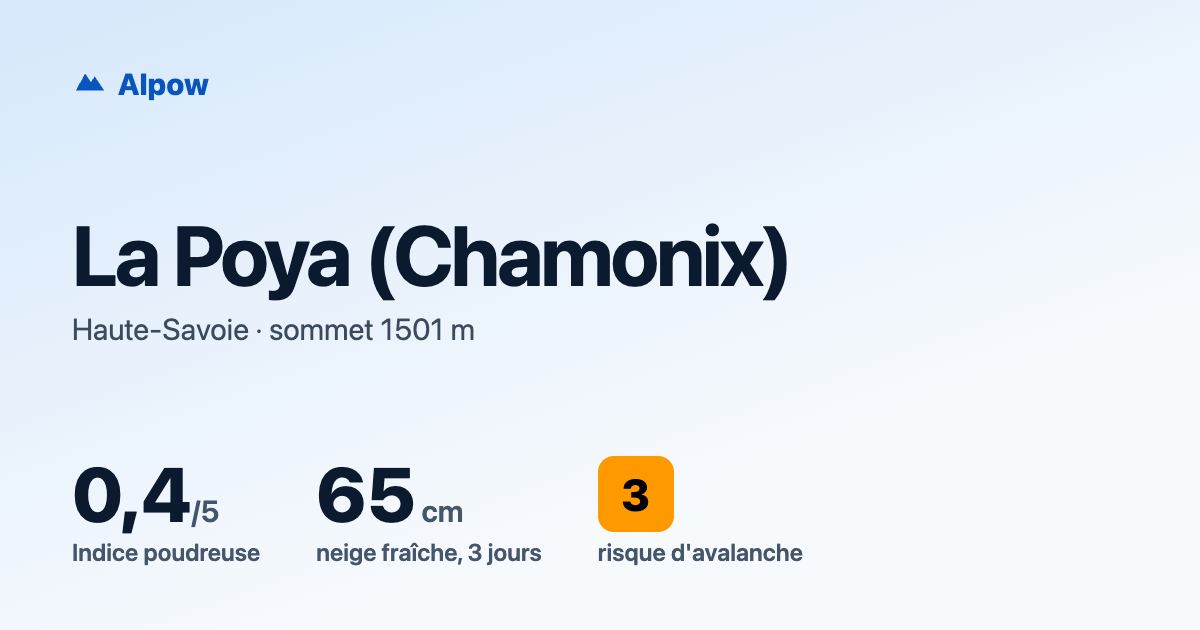 Alpow
La Poya (Chamonix)
Haute-Savoie · sommet 1501 m
0,4/5
Indice poudreuse
65 cm
neige fraîche, 3 jours
3
risque d'avalanche